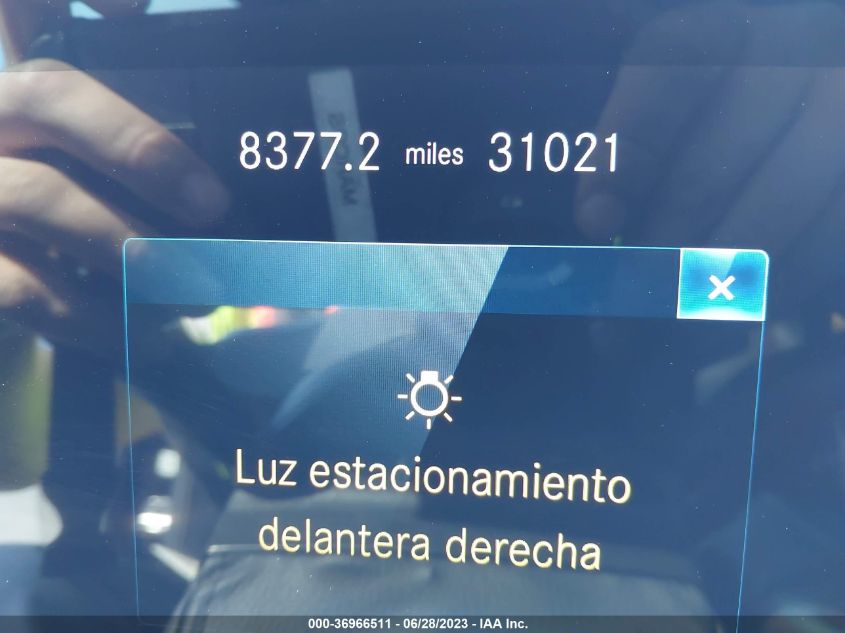 8377.2 miles 31021
Luz estacionamiento
delantera derecha
000-36966511 - 06/28/2023 - IAA Inc.